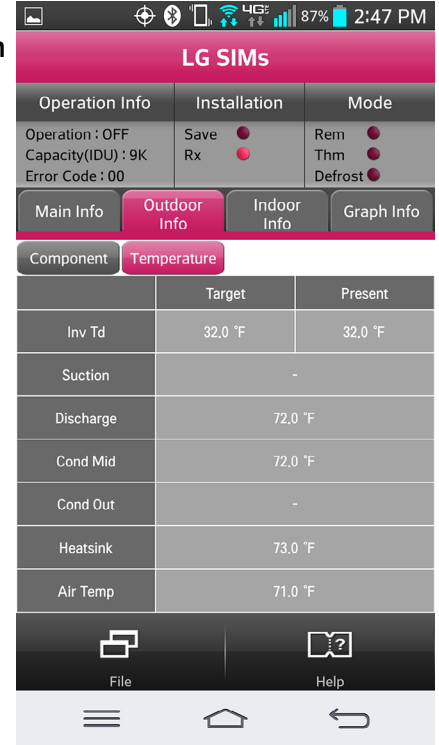 n
4G
87% 2:47 PM
LG SIMs
Operation Info Installation Mode
Operation : OFF Save Rem
Capacity(IDU) : 9K Rx Thm
Error Code : 00 Defrost
Main Info Outdoor Info Indoor Info Graph Info
Component Temperature
Target Present
Inv Td 32.0 °F 32.0 °F
Suction -
Discharge 72.0 °F
Cond Mid 72.0 °F
Cond Out -
Heatsink 73.0 °F
Air Temp 71.0 °F
?
File Help